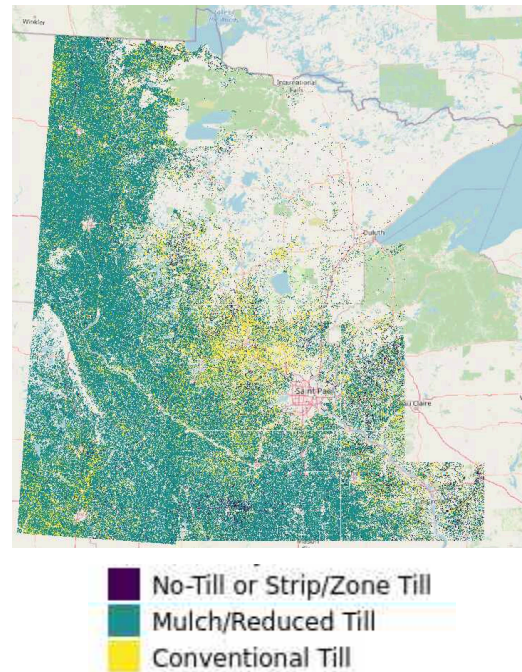 Winkler
International
Falls
Duluth
Saint Paul
Eau Claire
No-Till or Strip/Zone Till
Mulch/Reduced Till
Conventional Till